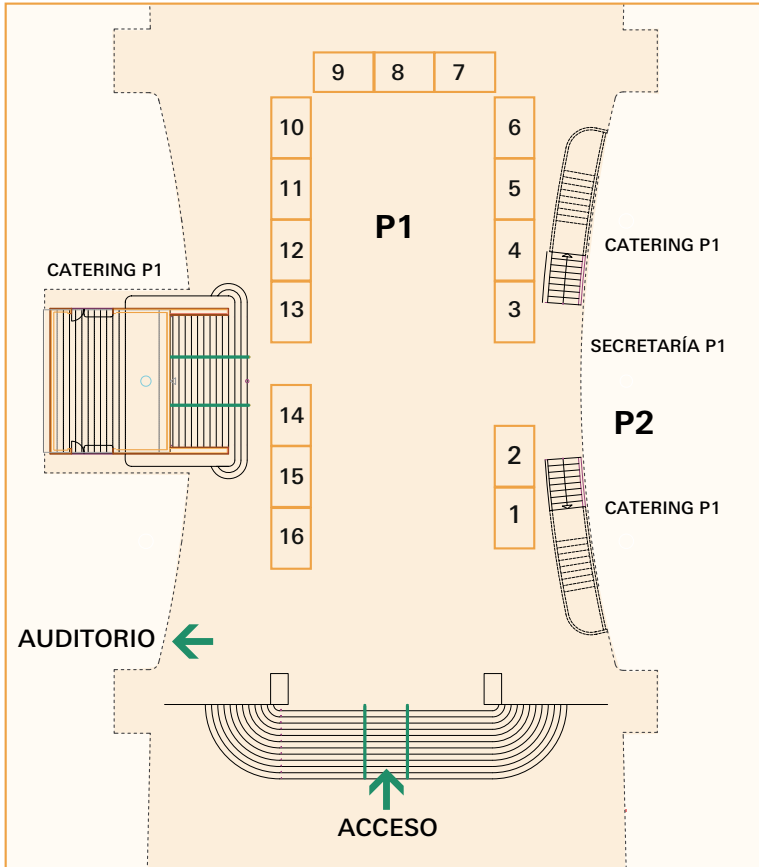 9 8 7
10
6
11
5
P1
12
4
CATERING P1
CATERING P1
13
3
SECRETARÍA P1
14
P2
2
15
CATERING P1
1
16
AUDITORIO
ACCESO